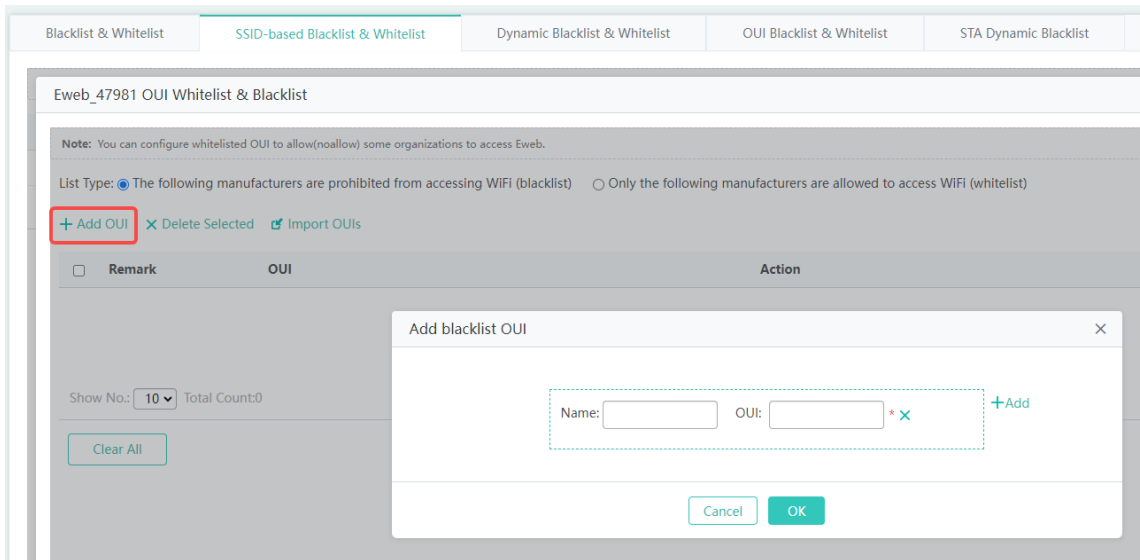 Blacklist & Whitelist SSID-based Blacklist & Whitelist Dynamic Blacklist & Whitelist OUI Blacklist & Whitelist STA Dynamic Blacklist
Eweb_47981 OUI Whitelist & Blacklist
Note: You can configure whitelisted OUI to allow(noallow) some organizations to access Eweb.
List Type: The following manufacturers are prohibited from accessing WiFi (blacklist) Only the following manufacturers are allowed to access WiFi (whitelist)
+ Add OUI × Delete Selected Import OUIs
Remark OUI Action
Add blacklist OUI ×
Show No.: 10 Total Count:0
Name: OUI: * × +Add
Clear All
Cancel OK